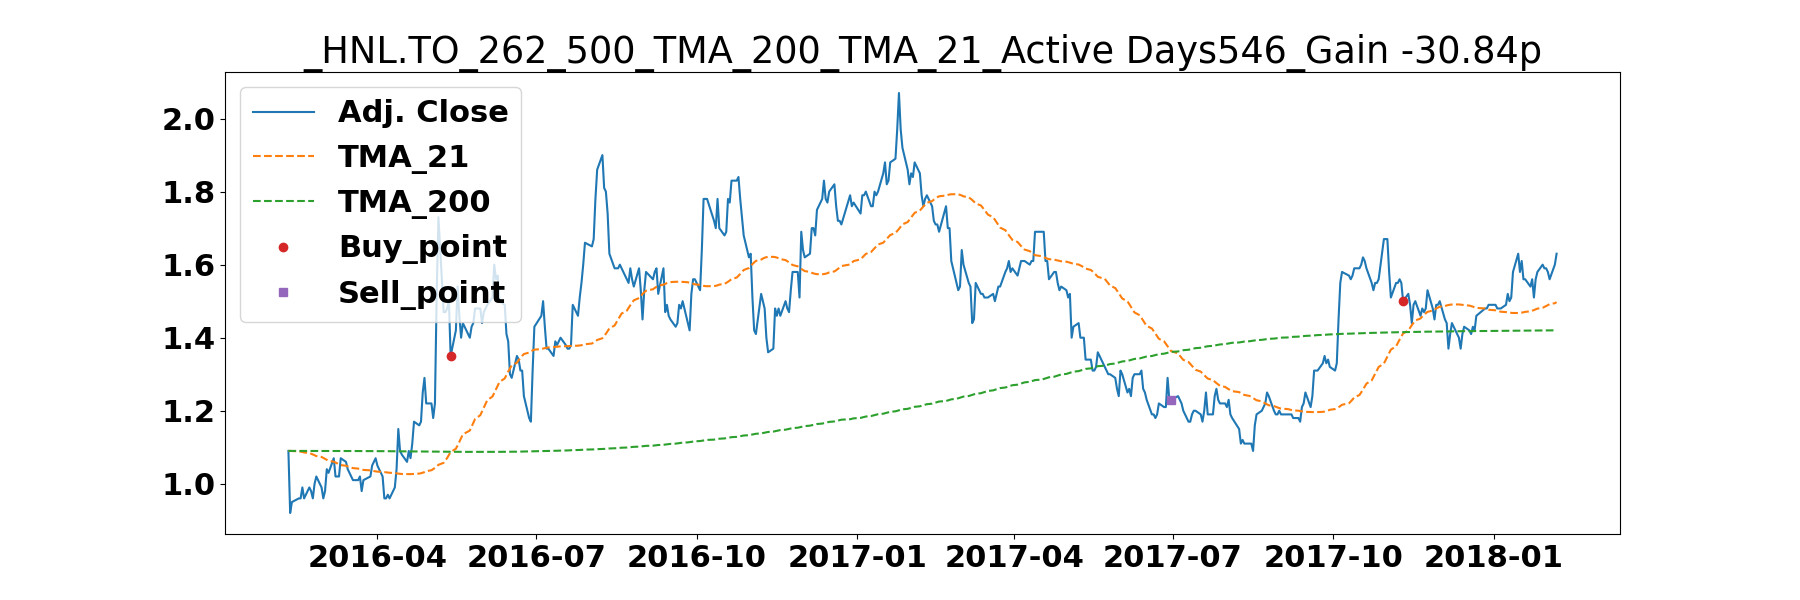 _HNL.TO_262_500_TMA_200_TMA_21_Active Days546_Gain -30.84p
2.0
1.8
1.6
1.4
1.2
1.0
Adj. Close
TMA_21
TMA_200
Buy_point
Sell_point
2016-04 2016-07 2016-10 2017-01 2017-04 2017-07 2017-10 2018-01